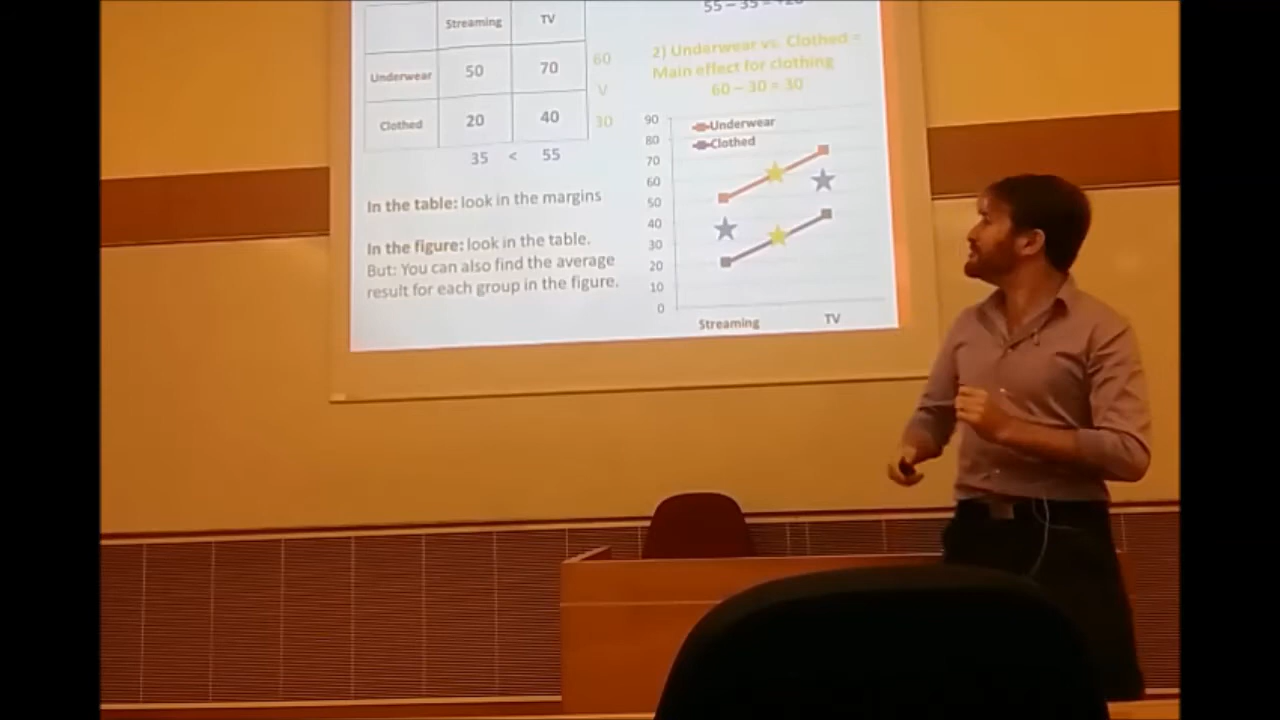 55 – 35 = +20
Streaming TV
Underwear 50 70 60
V
Clothed 20 40 30
35 < 55
In the table: look in the margins
In the figure: look in the table.
But: You can also find the average
result for each group in the figure.
2) Underwear vs. Clothed =
Main effect for clothing
60 – 30 = 30
90
80
70
60
50
40
30
20
10
0
Underwear
Clothed
Streaming TV